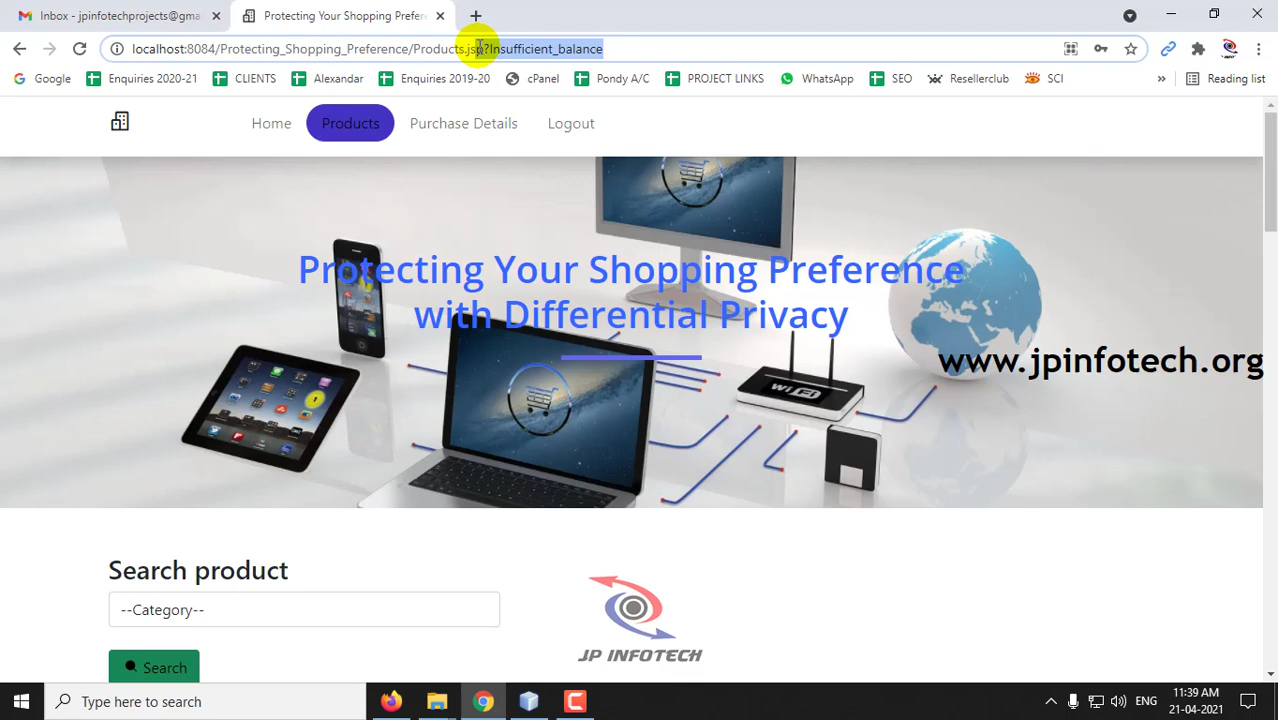 Inbox - jpinfotechprojects@gma
Protecting Your Shopping Prefere
localhost:8084/Protecting_Shopping_Preference/Products.jsp?Insufficient_balance
Google Enquiries 2020-21 CLIENTS Alexandar Enquiries 2019-20 cPanel Pondy A/C PROJECT LINKS WhatsApp SEO Resellerclub SCI » Reading list
Home Products Purchase Details Logout
Protecting Your Shopping Preference
with Differential Privacy
www.jpinfotech.org
WiFi
Search product
--Category--
Search
JP INFOTECH
Type here to search
ENG
11:39 AM
21-04-2021